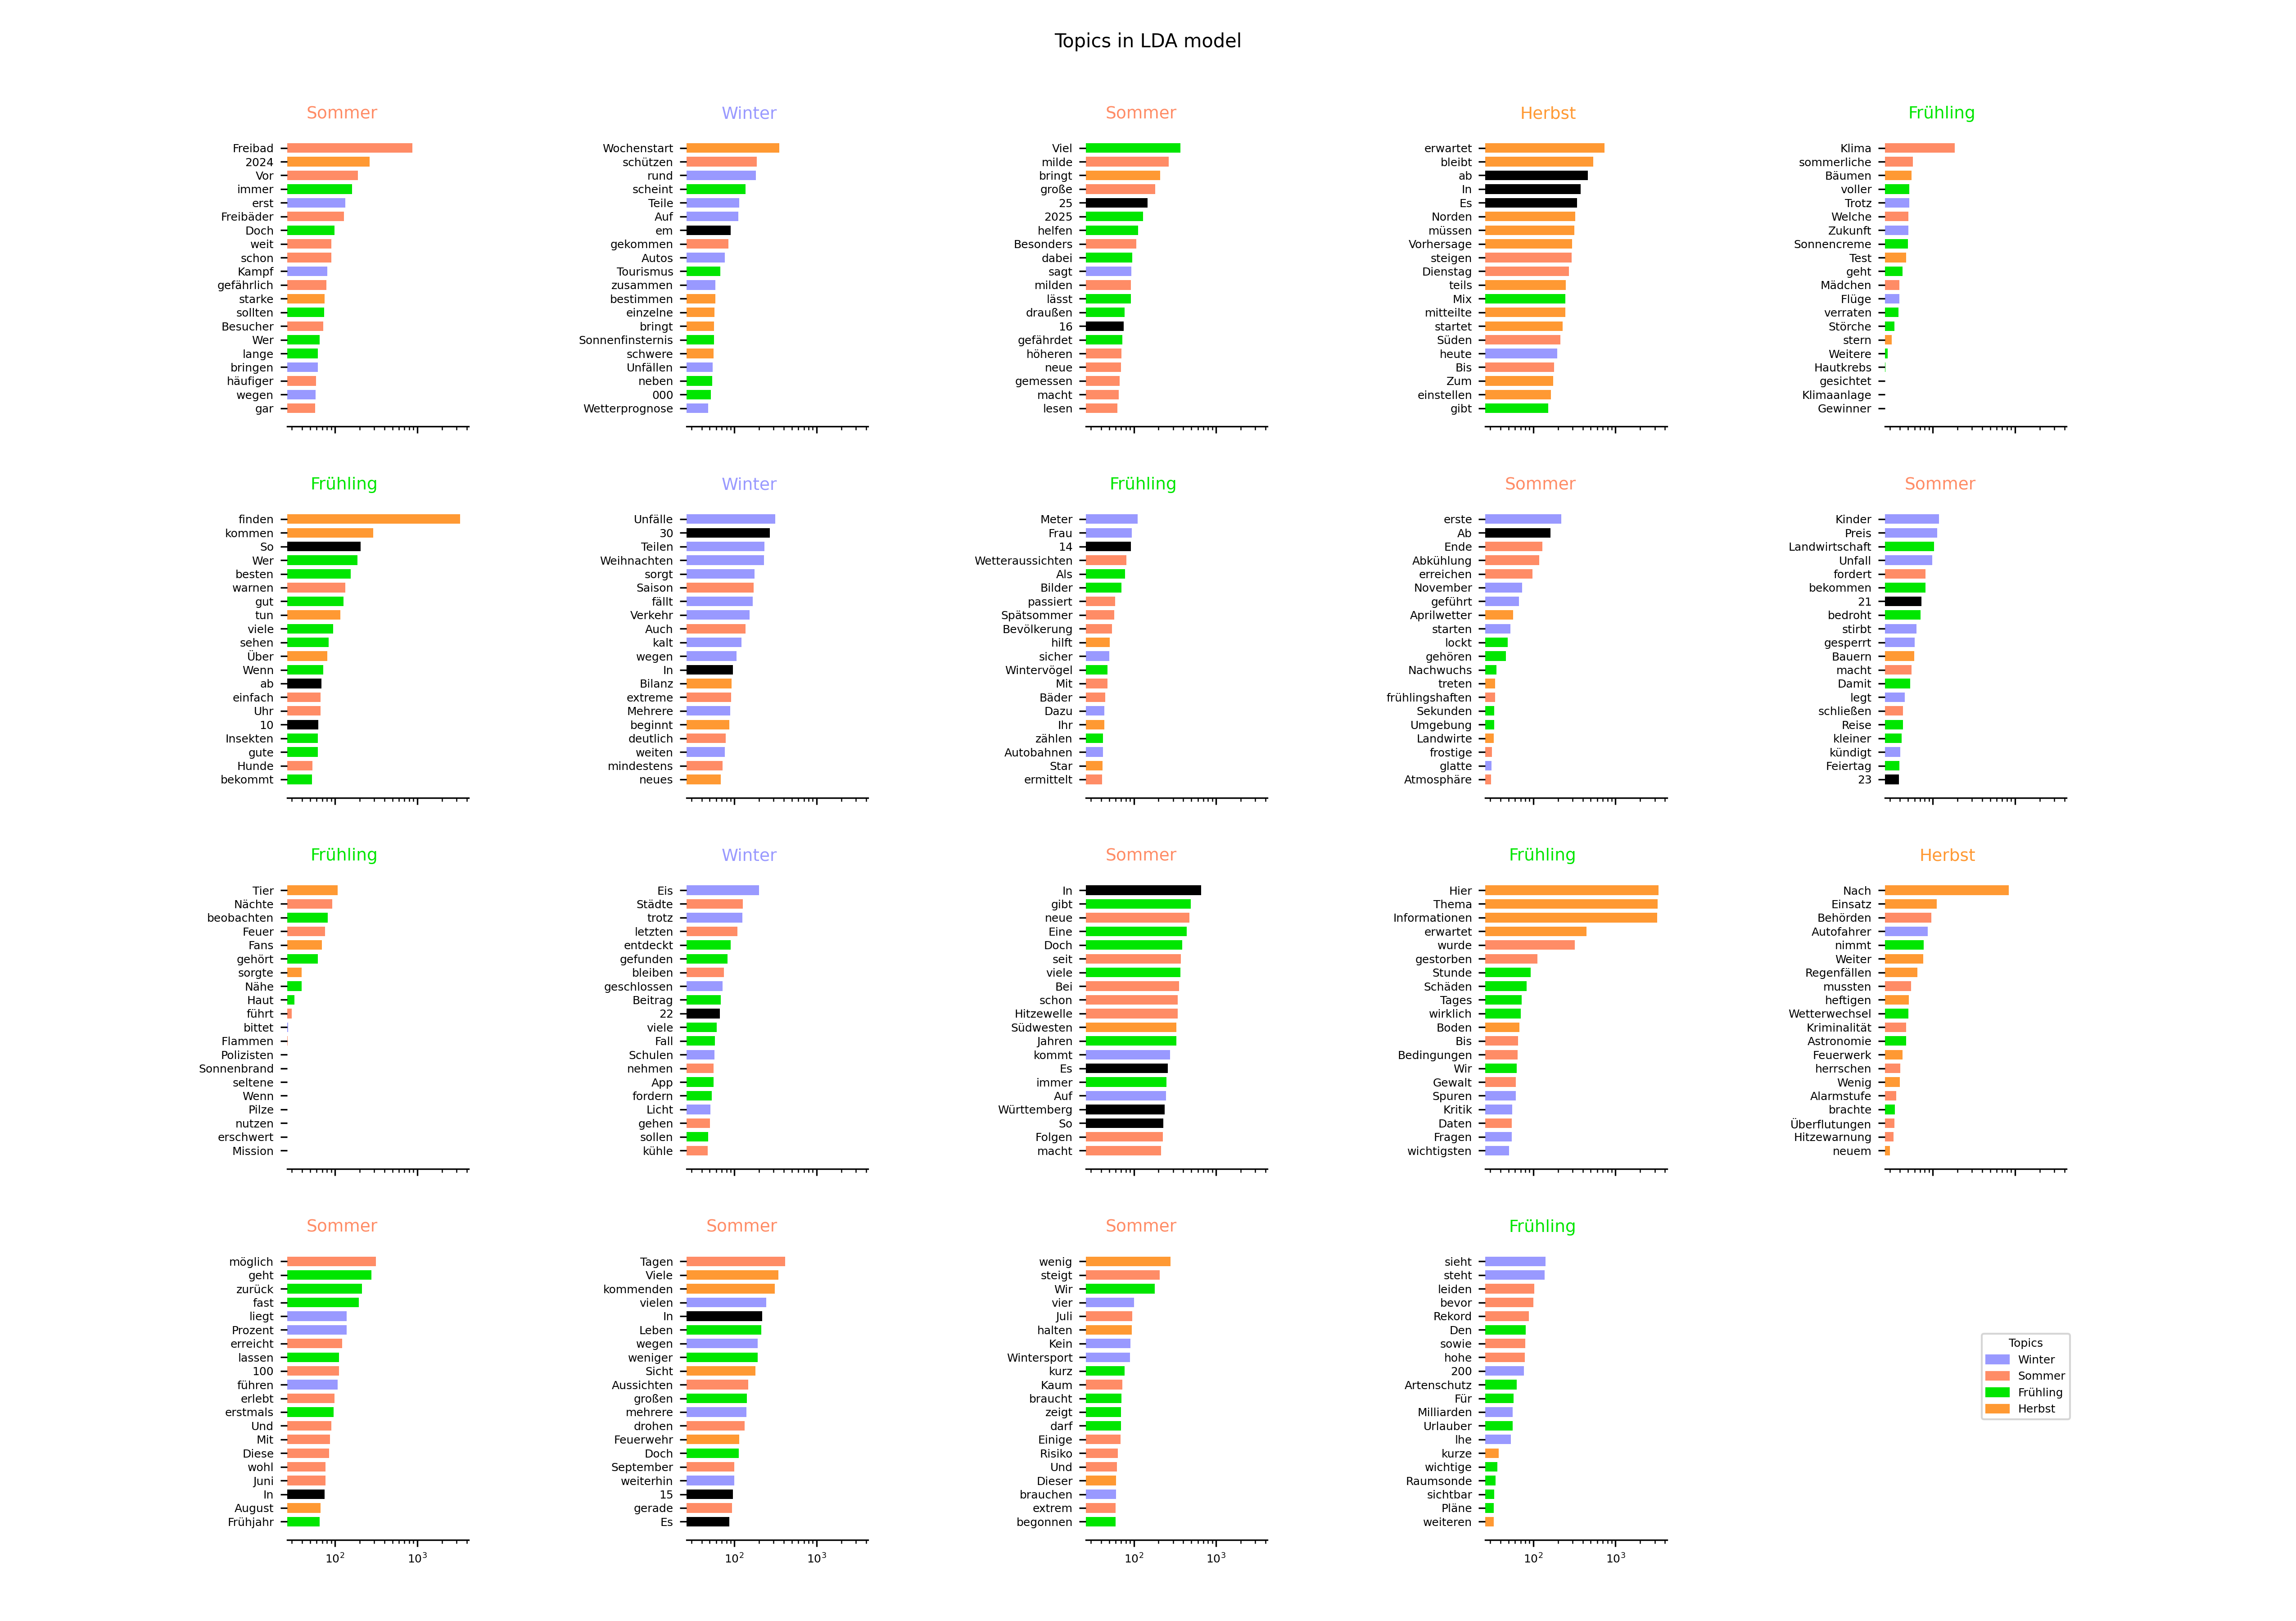 Topics in LDA model
Sommer
Freibad
2024
Vor
immer
erst
Freibäder
Doch
weit
schon
Kampf
gefährlich
starke
sollten
Besucher
Wer
lange
bringen
häufiger
wegen
gar
Winter
Wochenstart
schützen
rund
scheint
Teile
Auf
em
gekommen
Autos
Tourismus
zusammen
bestimmen
einzelne
bringt
Sonnenfinsternis
schwere
Unfällen
neben
000
Wetterprognose
Sommer
Viel
milde
bringt
große
25
2025
helfen
Besonders
dabei
sagt
milden
lässt
draußen
16
gefährdet
höheren
neue
gemessen
macht
lesen
Herbst
erwartet
bleibt
ab
In
Es
Norden
müssen
Vorhersage
steigen
Dienstag
teils
Mix
mitteilte
startet
Süden
heute
Bis
Zum
einstellen
gibt
Frühling
Klima
sommerliche
Bäumen
voller
Trotz
Welche
Zukunft
Sonnencreme
Test
geht
Mädchen
Flüge
verraten
Störche
stern
Weitere
Hautkrebs
gesichtet
Klimaanlage
Gewinner
Frühling
finden
kommen
So
Wer
besten
warnen
gut
tun
viele
sehen
Über
Wenn
ab
einfach
Uhr
10
Insekten
gute
Hunde
bekommt
Winter
Unfälle
30
Teilen
Weihnachten
sorgt
Saison
fällt
Verkehr
Auch
kalt
wegen
In
Bilanz
extreme
Mehrere
beginnt
deutlich
weiten
mindestens
neues
Frühling
Meter
Frau
14
Wetteraussichten
Als
Bilder
passiert
Spätsommer
Bevölkerung
hilft
sicher
Wintervögel
Mit
Bäder
Dazu
Ihr
zählen
Autobahnen
Star
ermittelt
Sommer
erste
Ab
Ende
Abkühlung
erreichen
November
geführt
Aprilwetter
starten
lockt
gehören
Nachwuchs
treten
frühlingshaften
Sekunden
Umgebung
Landwirte
frostige
glatte
Atmosphäre
Sommer
Kinder
Preis
Landwirtschaft
Unfall
fordert
bekommen
21
bedroht
stirbt
gesperrt
Bauern
macht
Damit
legt
schließen
Reise
kleiner
kündigt
Feiertag
23
Frühling
Tier
Nächte
beobachten
Feuer
Fans
gehört
sorgte
Nähe
Haut
führt
bittet
Flammen
Polizisten
Sonnenbrand
seltene
Wenn
Pilze
nutzen
erschwert
Mission
Winter
Eis
Städte
trotz
letzten
entdeckt
gefunden
bleiben
geschlossen
Beitrag
22
viele
Fall
Schulen
nehmen
App
fordern
Licht
gehen
sollen
kühle
Sommer
In
gibt
neue
Eine
Doch
seit
viele
Bei
schon
Hitzewelle
Südwesten
Jahren
kommt
Es
immer
Auf
Württemberg
So
Folgen
macht
Frühling
Hier
Thema
Informationen
erwartet
wurde
gestorben
Stunde
Schäden
Tages
wirklich
Boden
Bis
Bedingungen
Wir
Gewalt
Spuren
Kritik
Daten
Fragen
wichtigsten
Herbst
Nach
Einsatz
Behörden
Autofahrer
nimmt
Weiter
Regenfällen
mussten
heftigen
Wetterwechsel
Kriminalität
Astronomie
Feuerwerk
herrschen
Wenig
Alarmstufe
brachte
Überflutungen
Hitzewarnung
neuem
Sommer
möglich
geht
zurück
fast
liegt
Prozent
erreicht
lassen
100
führen
erlebt
erstmals
Und
Mit
Diese
wohl
Juni
In
August
Frühjahr
10² 10³
Sommer
Tagen
Viele
kommenden
vielen
In
Leben
wegen
weniger
Sicht
Aussichten
großen
mehrere
drohen
Feuerwehr
Doch
September
weiterhin
15
gerade
Es
10² 10³
Sommer
wenig
steigt
Wir
vier
Juli
halten
Kein
Wintersport
kurz
Kaum
braucht
zeigt
darf
Einige
Risiko
Und
Dieser
brauchen
extrem
begonnen
10² 10³
Frühling
sieht
steht
leiden
bevor
Rekord
Den
sowie
hohe
200
Artenschutz
Für
Milliarden
Urlauber
lhe
kurze
wichtige
Raumsonde
sichtbar
Pläne
weiteren
10² 10³
Topics
Winter
Sommer
Frühling
Herbst